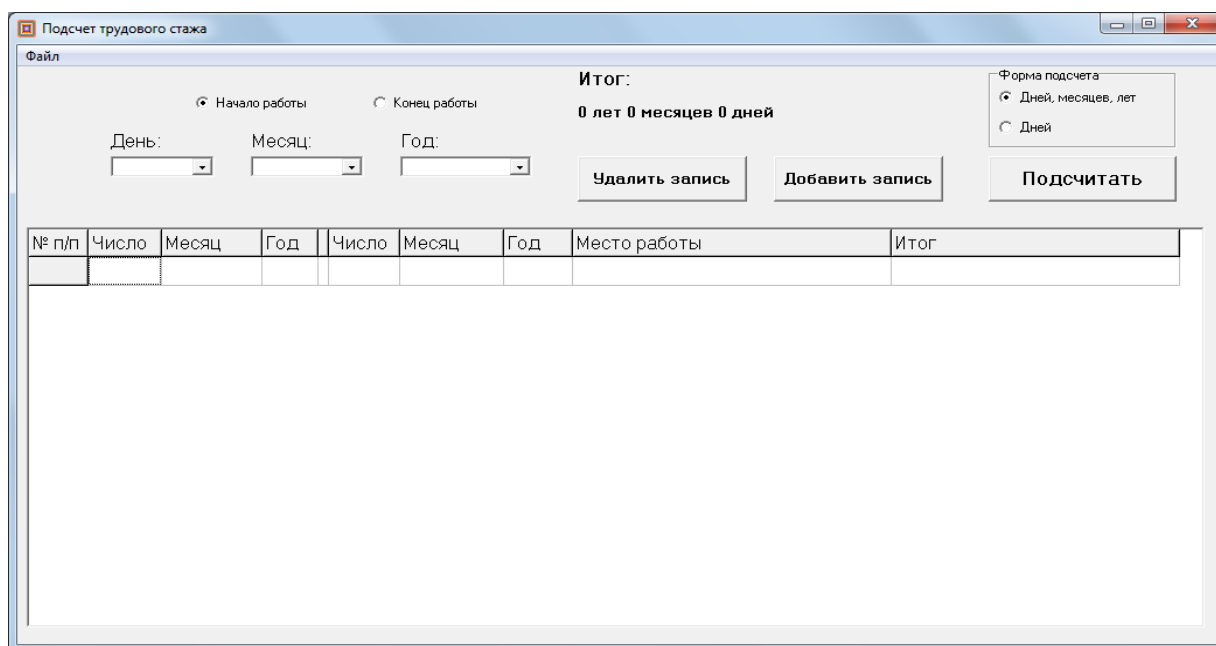 Подсчет трудового стажа
Файл
Начало работы Конец работы
День: Месяц: Год:
Итог:
0 лет 0 месяцев 0 дней
Удалить запись Добавить запись
Форма подсчета
Дней, месяцев, лет
Дней
Подсчитать
№ п/п Число Месяц Год Число Месяц Год Место работы Итог